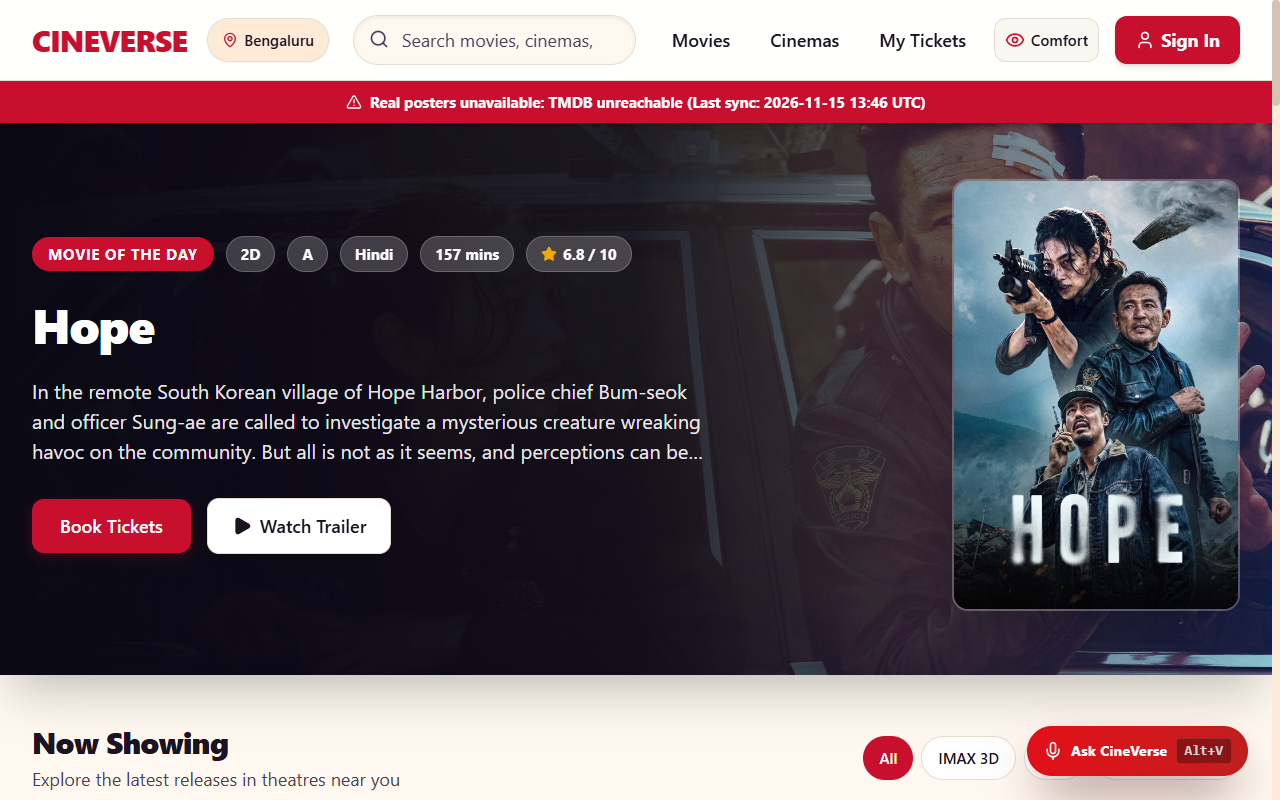 CINEVERSE
Bengaluru
Search movies, cinemas,
Movies
Cinemas
My Tickets
Comfort
Sign In
Real posters unavailable: TMDB unreachable (Last sync: 2026-11-15 13:46 UTC)
MOVIE OF THE DAY
2D
A
Hindi
157 mins
6.8 / 10
Hope
In the remote South Korean village of Hope Harbor, police chief Bum-seok
and officer Sung-ae are called to investigate a mysterious creature wreaking
havoc on the community. But all is not as it seems, and perceptions can be...
Book Tickets
Watch Trailer
HOPE
Now Showing
Explore the latest releases in theatres near you
All
IMAX 3D
Ask CineVerse
Alt+V